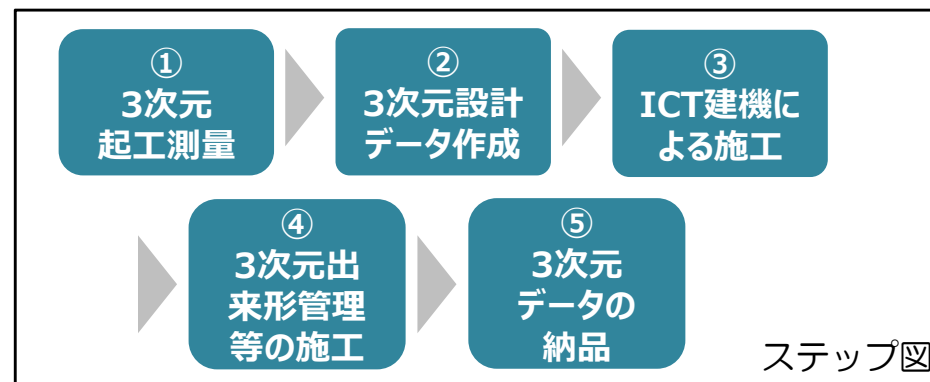 ①
3次元
起工測量
②
3次元設計
データ作成
③
ICT建機に
よる施工
④
3次元出
来形管理
等の施工
⑤
3次元
データの
納品
ステップ図